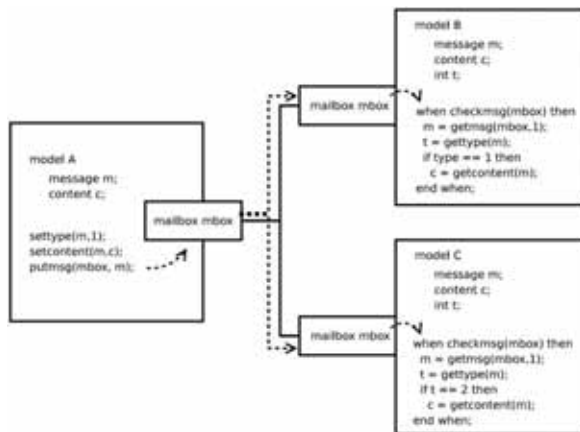 model A
message m;
content c;
settype(m,1);
setcontent(m,c);
putmsg(mbox, m);
mailbox mbox
mailbox mbox
model B
message m;
content c;
int t;
when checkmsg(mbox) then
m = getmsg(mbox,1);
t = gettype(m);
if type == 1 then
c = getcontent(m);
end when;
mailbox mbox
model C
message m;
content c;
int t;
when checkmsg(mbox) then
m = getmsg(mbox,1);
t = gettype(m);
if t == 2 then
c = getcontent(m);
end when;